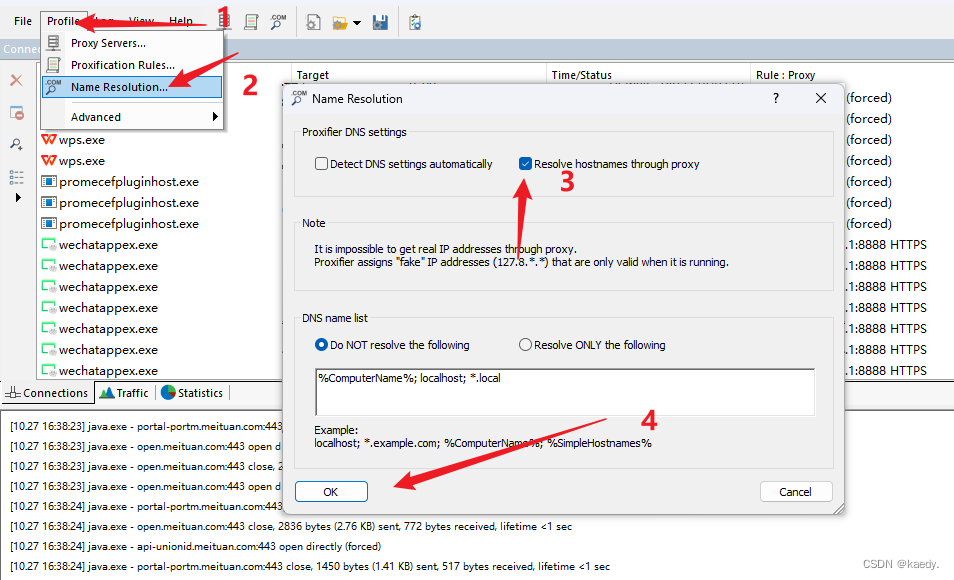 File Profile Log View Help
1
Connec
Proxy Servers...
Proxification Rules...
Name Resolution...
Advanced
2
Target Time/Status Rule : Proxy
wps.exe
wps.exe
promecefpluginhost.exe
promecefpluginhost.exe
promecefpluginhost.exe
wechatappex.exe
wechatappex.exe
wechatappex.exe
wechatappex.exe
wechatappex.exe
wechatappex.exe
wechatappex.exe
(forced)
(forced)
(forced)
(forced)
(forced)
(forced)
(forced)
.1:8888 HTTPS
.1:8888 HTTPS
.1:8888 HTTPS
.1:8888 HTTPS
.1:8888 HTTPS
.1:8888 HTTPS
.1:8888 HTTPS
.COM Name Resolution ?
Proxifier DNS settings
Detect DNS settings automatically Resolve hostnames through proxy
3
Note
It is impossible to get real IP addresses through proxy.
Proxifier assigns "fake" IP addresses (127.8.*.*) that are only valid when it is running.
DNS name list
Do NOT resolve the following Resolve ONLY the following
%ComputerName%; localhost; *.local
4
Example:
localhost; *.example.com; %ComputerName%; %SimpleHostnames%
OK Cancel
Connections Traffic Statistics
[10.27 16:38:23] java.exe - portal-portm.meituan.com:443
[10.27 16:38:23] java.exe - open.meituan.com:443 open d
[10.27 16:38:23] java.exe - open.meituan.com:443 close, 2
[10.27 16:38:23] java.exe - open.meituan.com:443 open d
[10.27 16:38:24] java.exe - portal-portm.meituan.com:443
[10.27 16:38:24] java.exe - open.meituan.com:443 close, 2836 bytes (2.76 KB) sent, 772 bytes received, lifetime <1 sec
[10.27 16:38:24] java.exe - api-unionid.meituan.com:443 open directly (forced)
[10.27 16:38:24] java.exe - portal-portm.meituan.com:443 close, 1450 bytes (1.41 KB) sent, 517 bytes received, lifetime <1 sec
CSDN @kaedy.